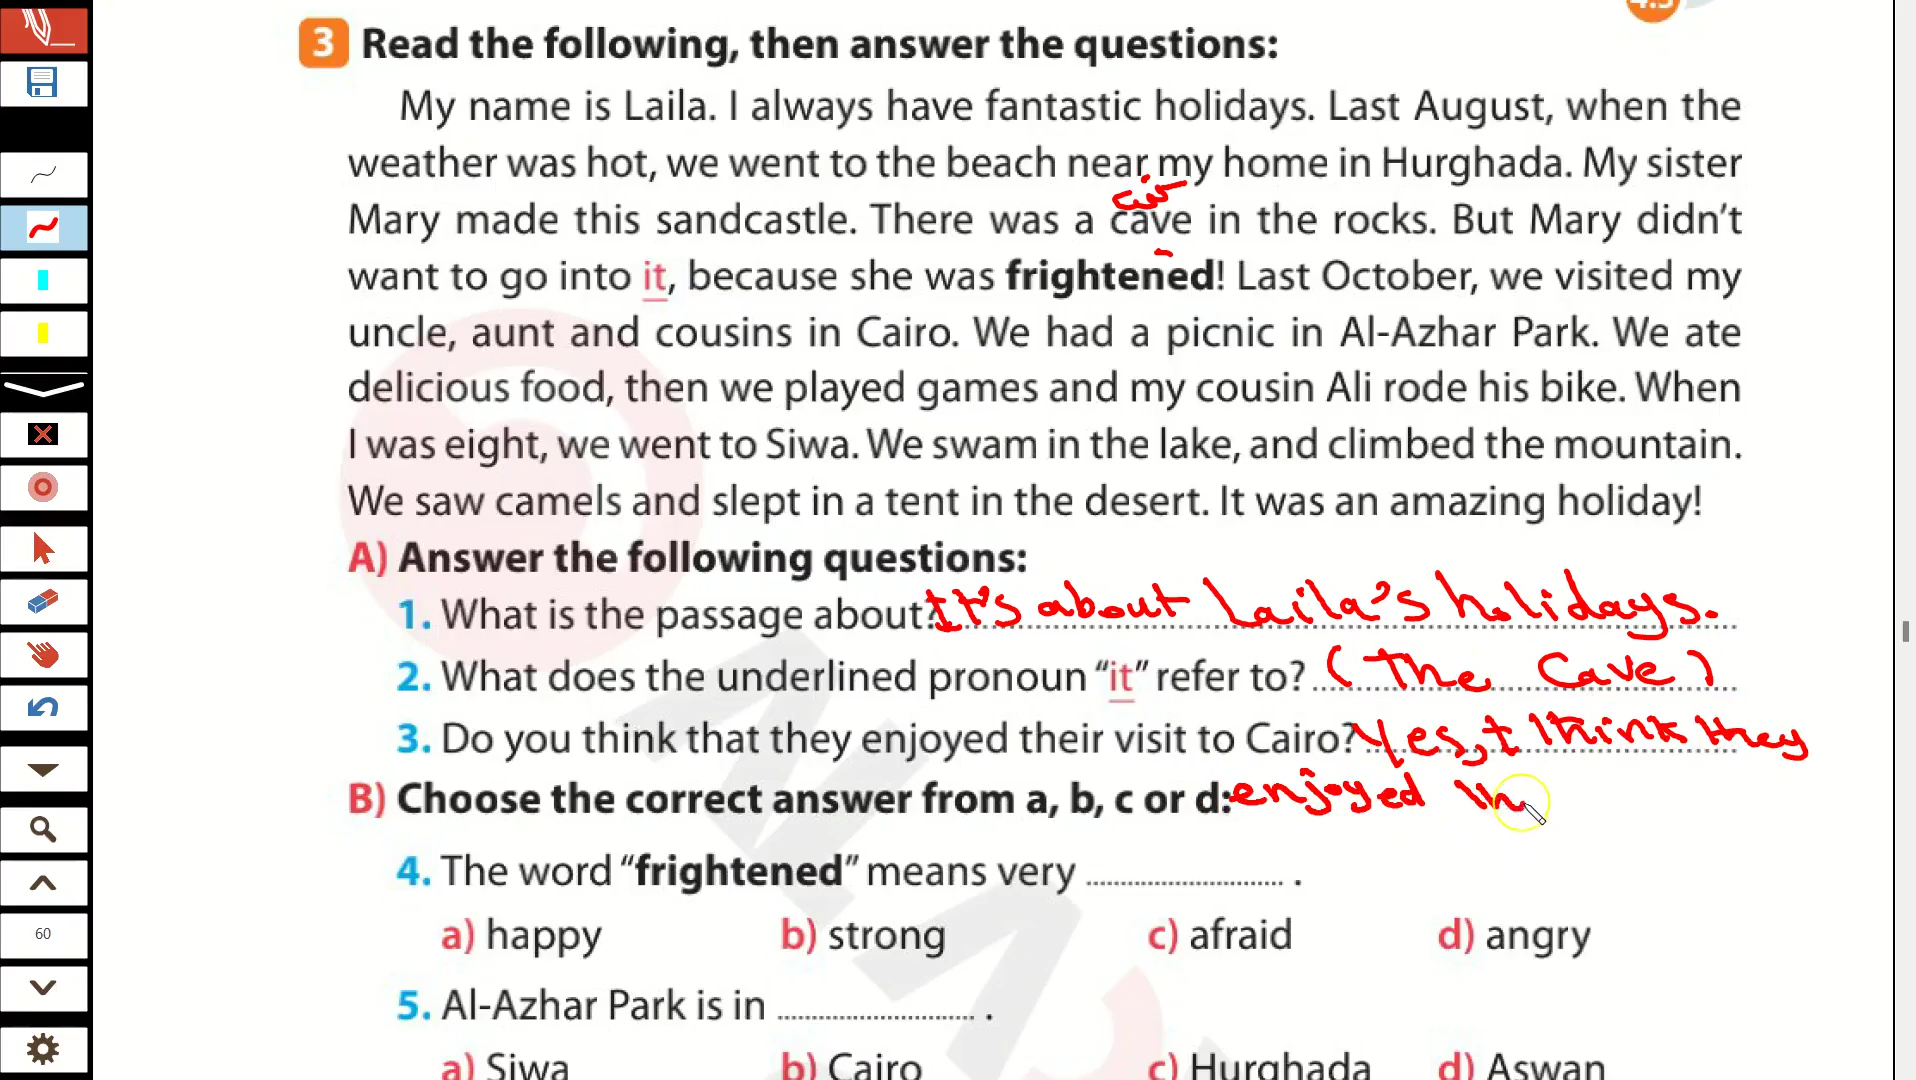 4.3
3 Read the following, then answer the questions:
My name is Laila. I always have fantastic holidays. Last August, when the
weather was hot, we went to the beach near my home in Hurghada. My sister
Mary made this sandcastle. There was a cave in the rocks. But Mary didn't
want to go into it, because she was frightened! Last October, we visited my
uncle, aunt and cousins in Cairo. We had a picnic in Al-Azhar Park. We ate
delicious food, then we played games and my cousin Ali rode his bike. When
I was eight, we went to Siwa. We swam in the lake, and climbed the mountain.
We saw camels and slept in a tent in the desert. It was an amazing holiday!
A) Answer the following questions:
1. What is the passage about? It's about Laila's holidays.
2. What does the underlined pronoun "it" refer to? (The Cave)
3. Do you think that they enjoyed their visit to Cairo? Yes, I think they
B) Choose the correct answer from a, b, c or d: enjoyed
4. The word "frightened" means very .............................. .
a) happy b) strong c) afraid d) angry
5. Al-Azhar Park is in .............................. .
a) Siwa b) Cairo c) Hurghada d) Aswan
60